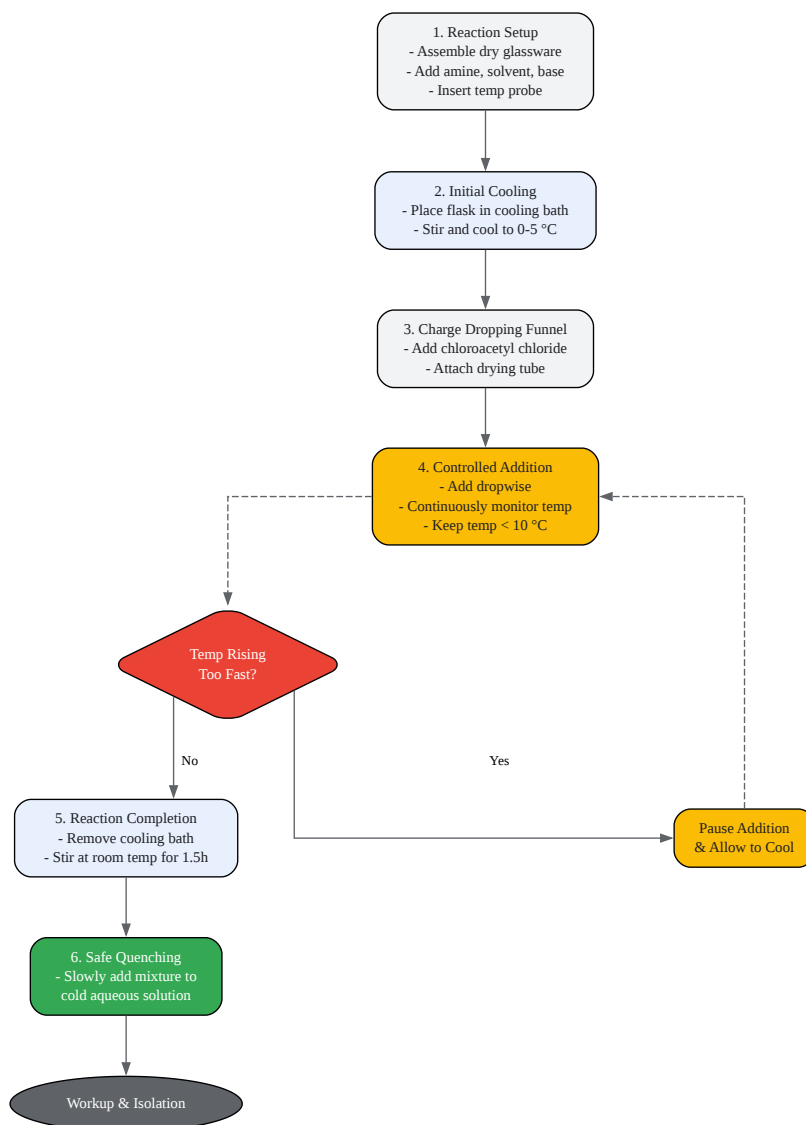 1. Reaction Setup
- Assemble dry glassware
- Add amine, solvent, base
- Insert temp probe
2. Initial Cooling
- Place flask in cooling bath
- Stir and cool to 0-5 °C
3. Charge Dropping Funnel
- Add chloroacetyl chloride
- Attach drying tube
4. Controlled Addition
- Add dropwise
- Continuously monitor temp
- Keep temp < 10 °C
Temp Rising
Too Fast?
No
Yes
5. Reaction Completion
- Remove cooling bath
- Stir at room temp for 1.5h
Pause Addition
& Allow to Cool
6. Safe Quenching
- Slowly add mixture to
cold aqueous solution
Workup & Isolation